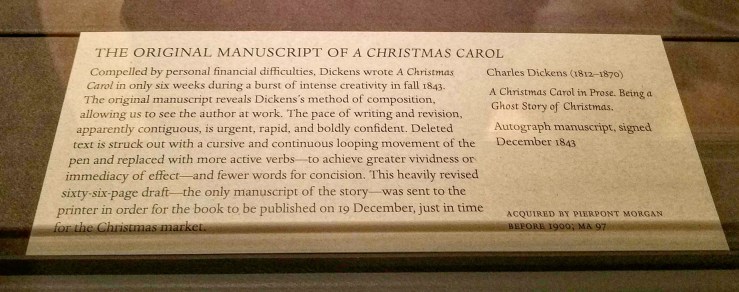 THE ORIGINAL MANUSCRIPT OF A CHRISTMAS CAROL
Compelled by personal financial difficulties, Dickens wrote A Christmas
Carol in only six weeks during a burst of intense creativity in fall 1843.
The original manuscript reveals Dickens's method of composition,
allowing us to see the author at work. The pace of writing and revision,
apparently contiguous, is urgent, rapid, and boldly confident. Deleted
text is struck out with a cursive and continuous looping movement of the
pen and replaced with more active verbs—to achieve greater vividness or
immediacy of effect—and fewer words for concision. This heavily revised
sixty-six-page draft—the only manuscript of the story—was sent to the
printer in order for the book to be published on 19 December, just in time
for the Christmas market.
Charles Dickens (1812–1870)
A Christmas Carol in Prose. Being a
Ghost Story of Christmas.
Autograph manuscript, signed
December 1843
ACQUIRED BY PIERPONT MORGAN
BEFORE 1900; MA 97